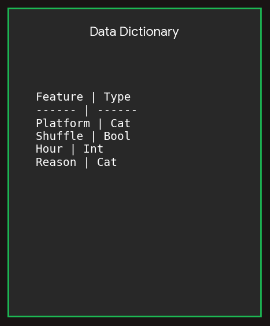 Data Dictionary
Feature | Type
------ | ------
Platform | Cat
Shuffle | Bool
Hour | Int
Reason | Cat